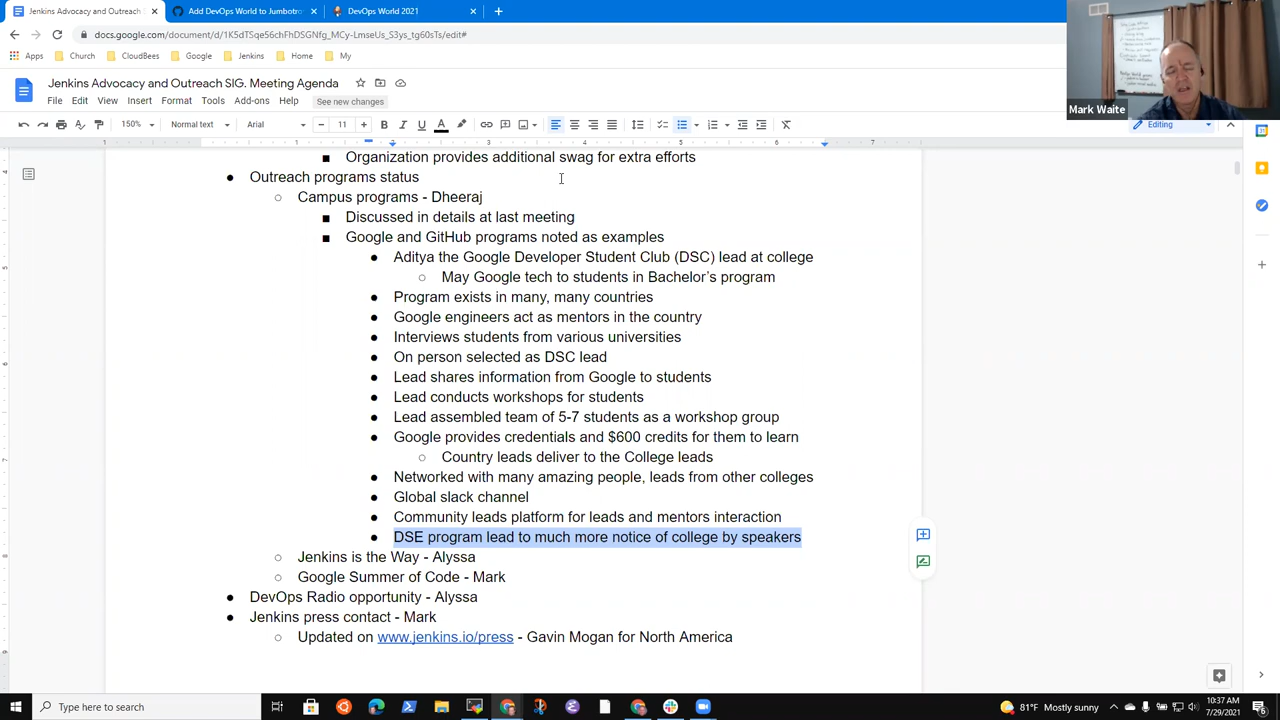 Jenkins Advocacy and Outreach
Add DevOps World to Jumbotro
DevOps World 2021
docs.google.com/document/d/
Apps
Church
CloudBees
Google
Jenkins
Home
My
Jenkins Advocacy and Outreach SIG. Meeting Agenda
File Edit View Insert Format Tools Add-ons Help See new changes
150% Normal text Arial 11
Editing
Mark Waite
Organization provides additional swag for extra efforts
Outreach programs status
Campus programs - Dheeraj
Discussed in details at last meeting
Google and GitHub programs noted as examples
Aditya the Google Developer Student Club (DSC) lead at college
May Google tech to students in Bachelor's program
Program exists in many, many countries
Google engineers act as mentors in the country
Interviews students from various universities
On person selected as DSC lead
Lead shares information from Google to students
Lead conducts workshops for students
Lead assembled team of 5-7 students as a workshop group
Google provides credentials and $600 credits for them to learn
Country leads deliver to the College leads
Networked with many amazing people, leads from other colleges
Global slack channel
Community leads platform for leads and mentors interaction
DSE program lead to much more notice of college by speakers
Jenkins is the Way - Alyssa
Google Summer of Code - Mark
DevOps Radio opportunity - Alyssa
Jenkins press contact - Mark
Updated on www.jenkins.io/press - Gavin Mogan for North America
Type here to search
81°F Mostly sunny
10:37 AM
7/29/2021